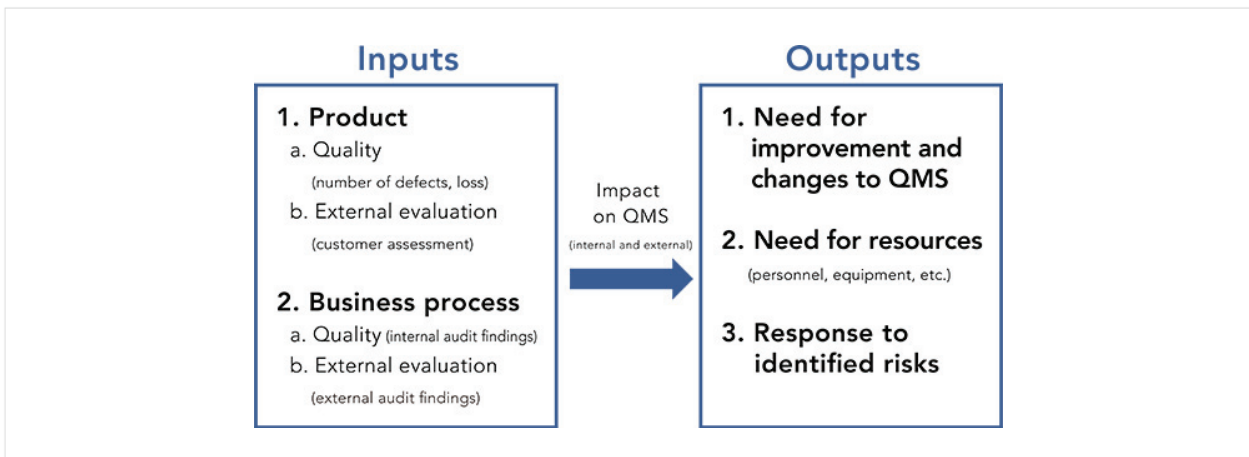 Inputs
1. Product
a. Quality
(number of defects, loss)
b. External evaluation
(customer assessment)
2. Business process
a. Quality (internal audit findings)
b. External evaluation
(external audit findings)
Impact
on QMS
(internal and external)
Outputs
1. Need for
improvement and
changes to QMS
2. Need for resources
(personnel, equipment, etc.)
3. Response to
identified risks